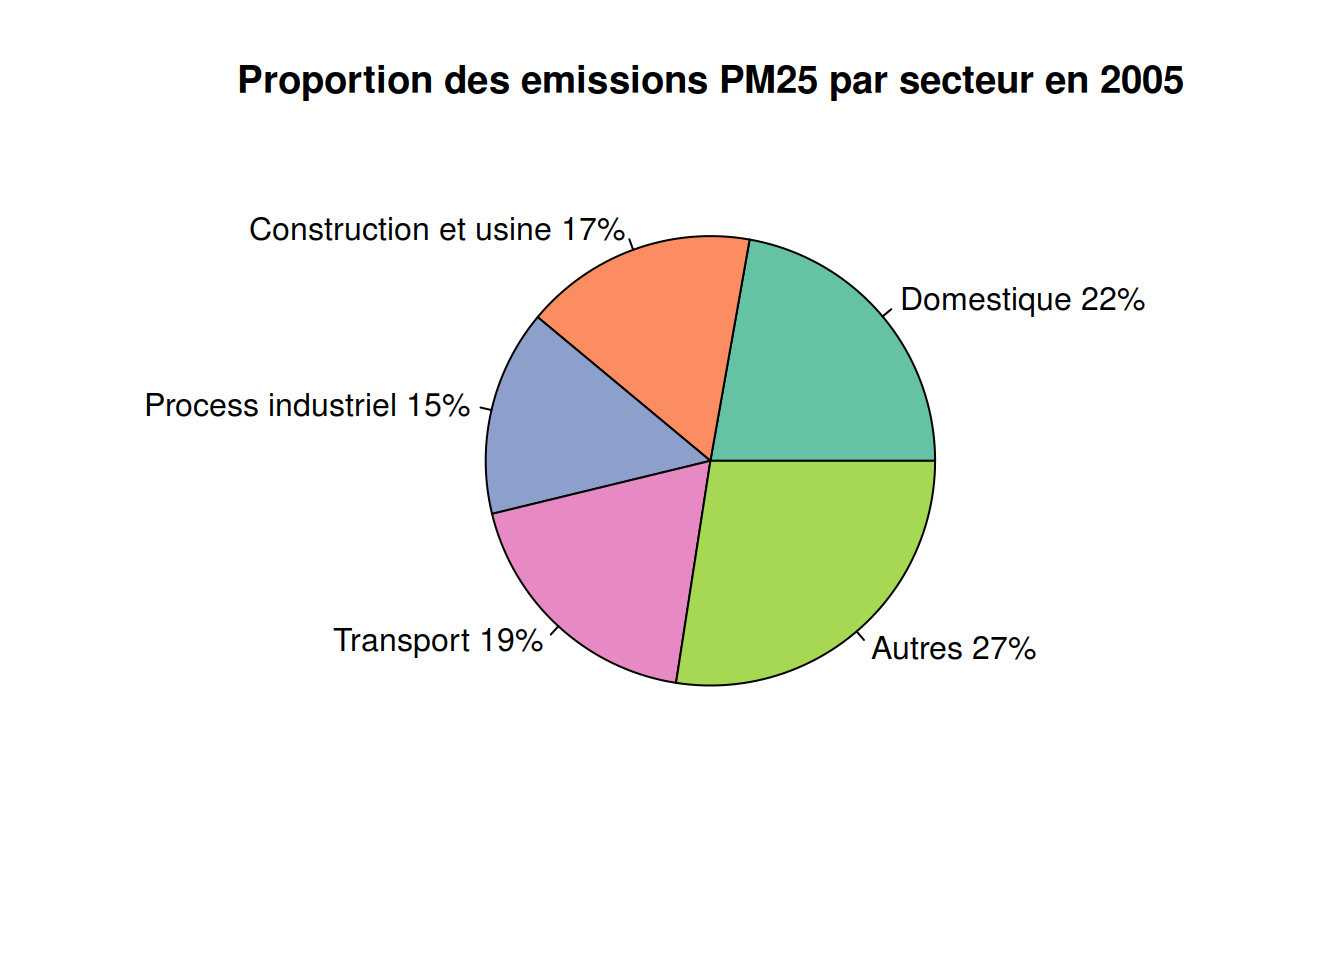 Proportion des emissions PM25 par secteur en 2005
Construction et usine 17%
Domestique 22%
Process industriel 15%
Transport 19%
Autres 27%